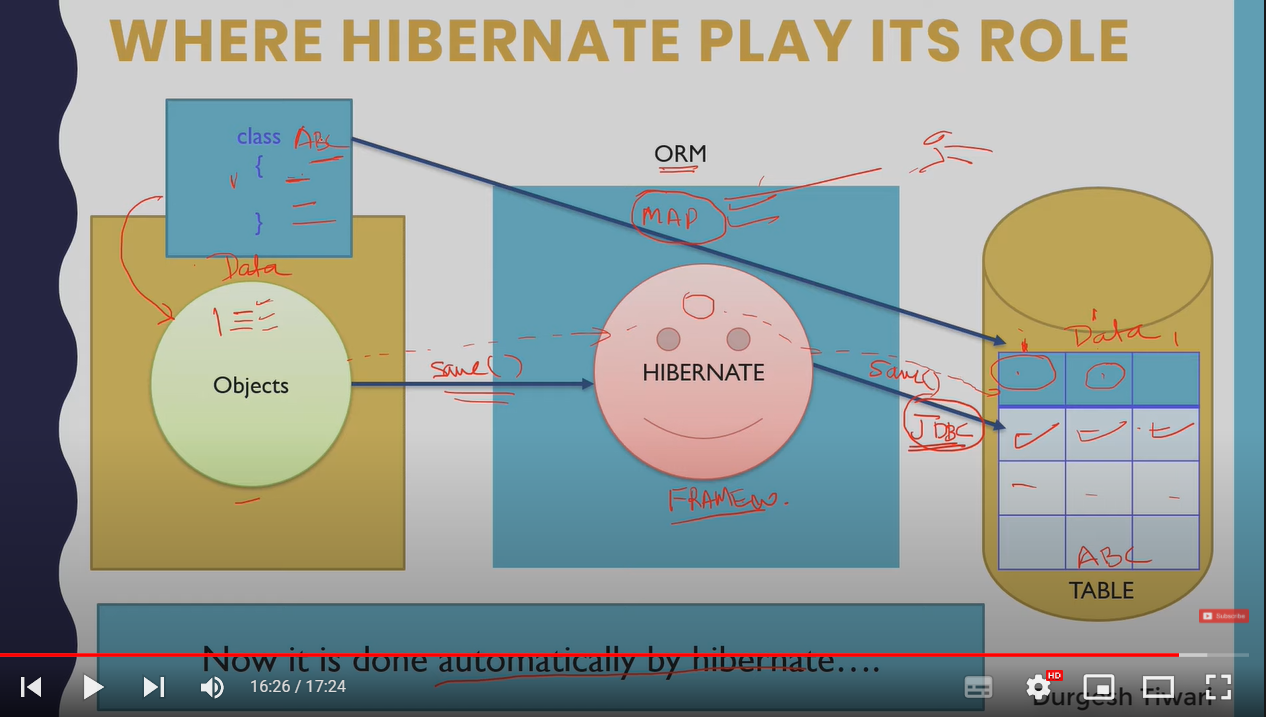 WHERE HIBERNATE PLAY ITS ROLE
class ABC
{
}
ORM
MAP
Data
Objects
save()
HIBERNATE
FRAMEW.
save()
JDBC
Data
ABC
TABLE
Now it is done automatically by hibernate....
Subscribe
16:26 / 17:24
HD
Durgesh Tiwari